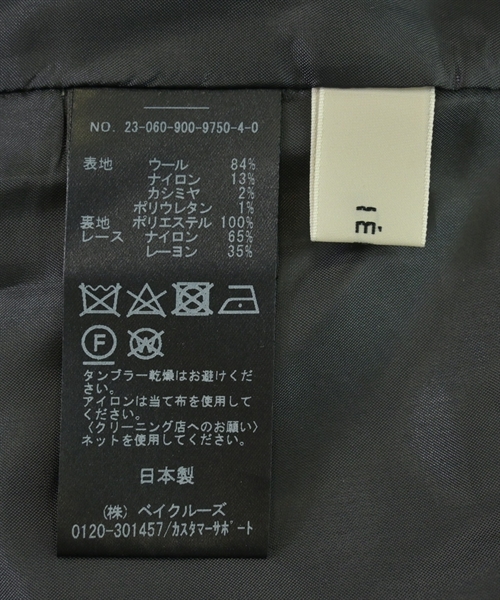 NO. 23-060-900-9750-4-0
表地 ウール 84%
ナイロン 13%
カシミヤ 2%
ポリウレタン 1%
裏地 ポリエステル 100%
レース ナイロン 65%
レーヨン 35%
F W
タンブラー乾燥はお避けくだ
さい。
アイロンは当て布を使用して
ください。
〈クリーニング店へのお願い〉
ネットを使用してください。
日本製
(株) ベイクルーズ
0120-301457/ｶｽﾀﾏｰｻﾎﾟｰﾄ